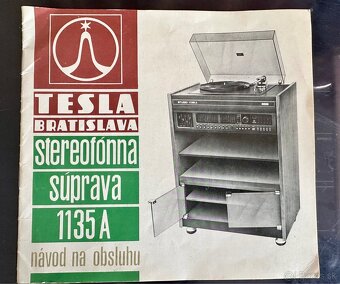 TESLA
BRATISLAVA
stereofónna
súprava
1135 A
návod na obsluhu